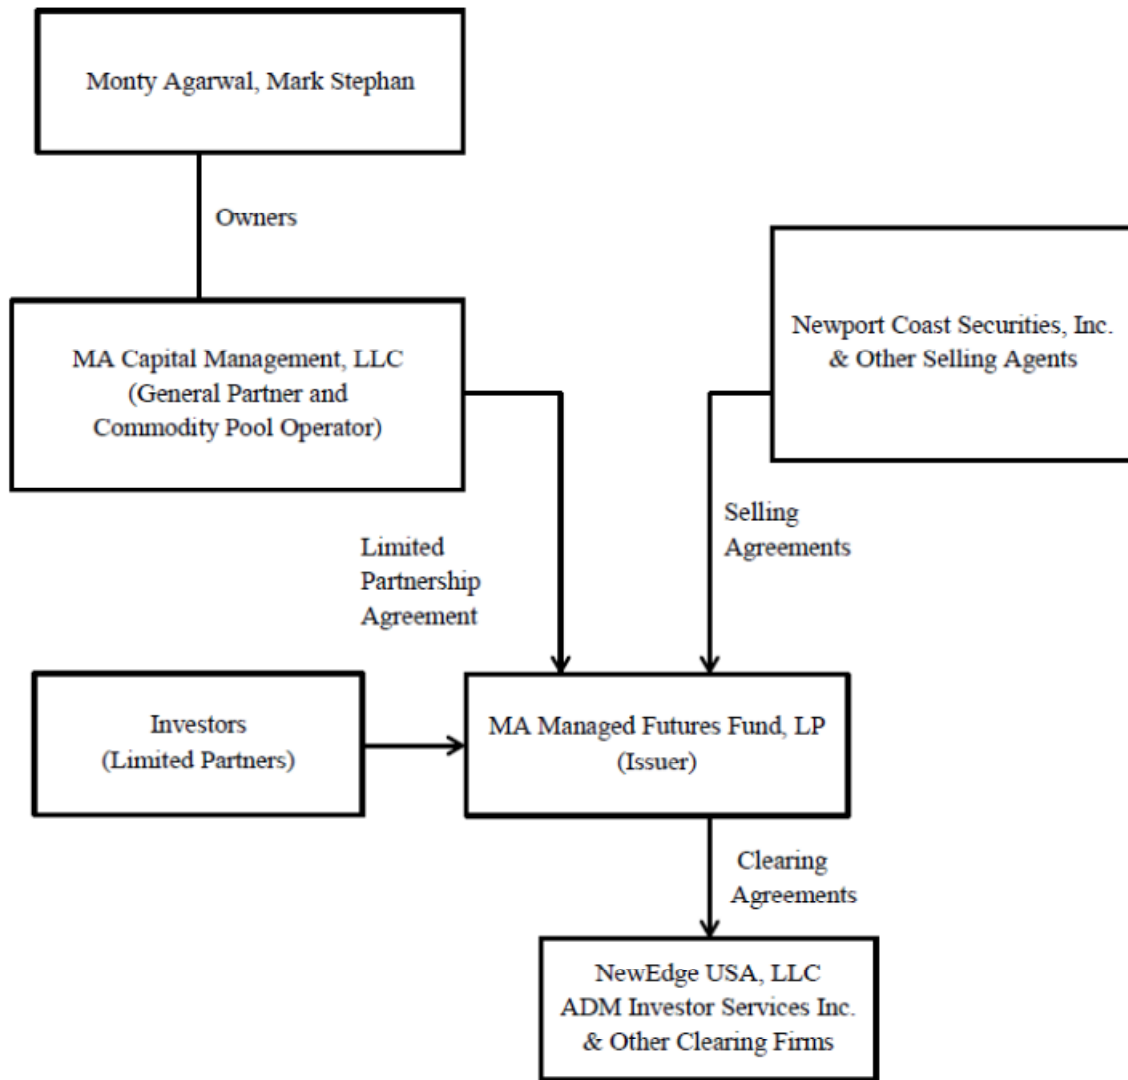 Monty Agarwal, Mark Stephan
Owners
MA Capital Management, LLC
(General Partner and
Commodity Pool Operator)
Newport Coast Securities, Inc.
& Other Selling Agents
Limited
Partnership
Agreement
Selling
Agreements
Investors
(Limited Partners)
MA Managed Futures Fund, LP
(Issuer)
Clearing
Agreements
NewEdge USA, LLC
ADM Investor Services Inc.
& Other Clearing Firms